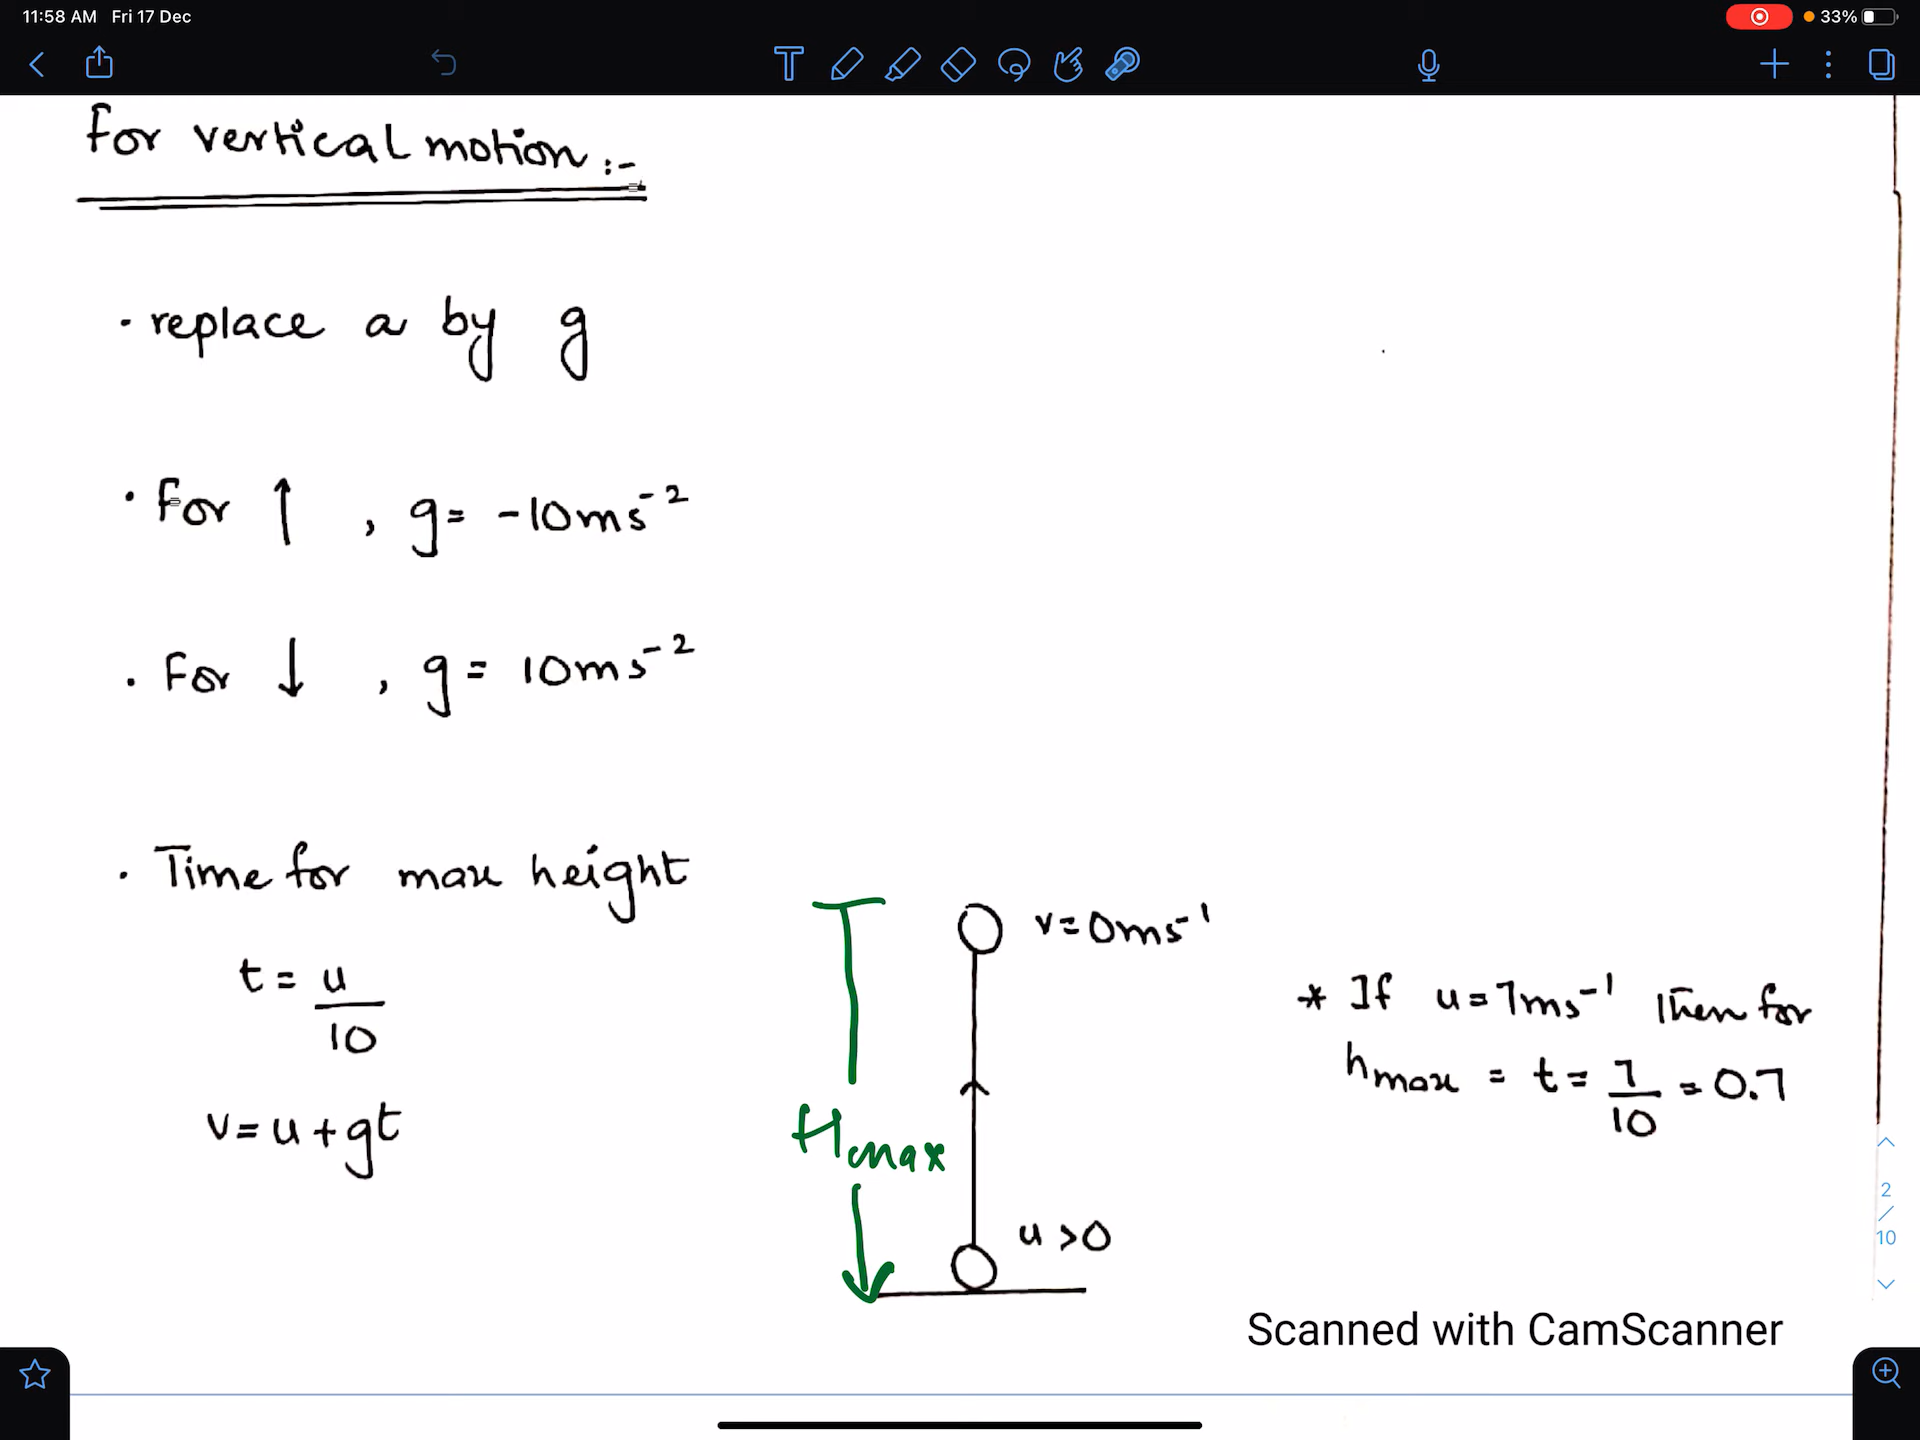 11:58 AM Fri 17 Dec
33%
for vertical motion :-
· replace a by g
· For ↑ , g = -10ms⁻²
· For ↓ , g = 10ms⁻²
· Time for max height
t = u/10
v = u + gt
Hmax
v = 0ms⁻¹
u > 0
* If u = 7ms⁻¹ then for
hmax = t = 7/10 = 0.7
2
/
10
Scanned with CamScanner